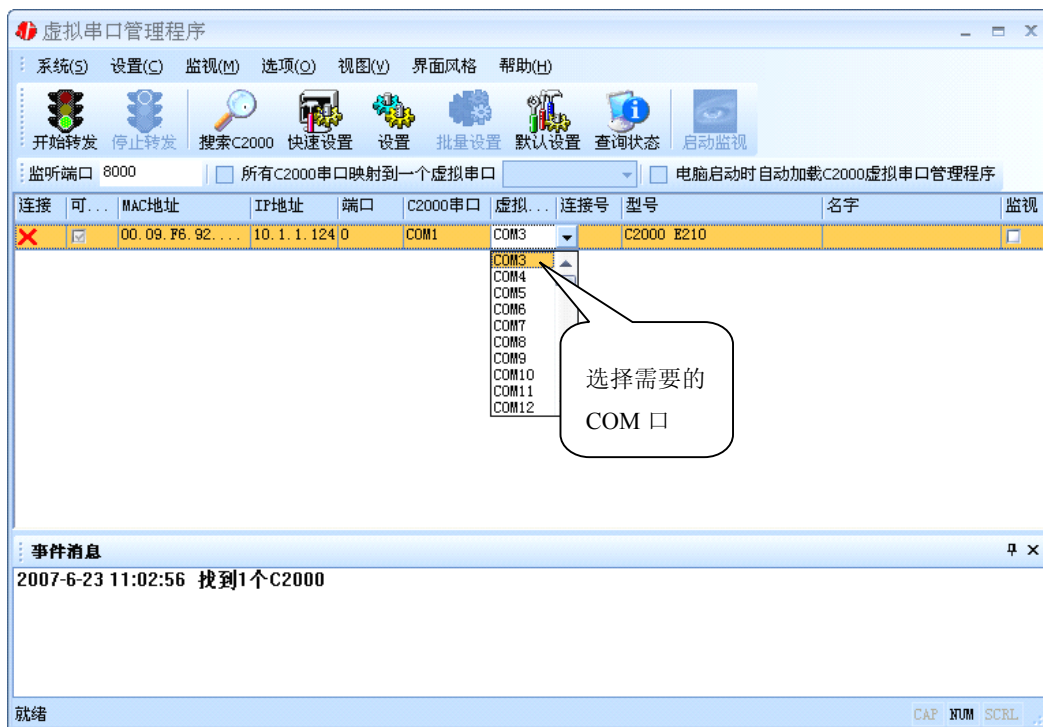 虚拟串口管理程序
系统(S) 设置(C) 监视(M) 选项(O) 视图(V) 界面风格 帮助(H)
开始转发 停止转发 搜索C2000 快速设置 设置 批量设置 默认设置 查询状态 启动监视
监听端口 8000 所有C2000串口映射到一个虚拟串口 电脑启动时自动加载C2000虚拟串口管理程序
连接 可... MAC地址 IP地址 端口 C2000串口 虚拟... 连接号 型号 名字 监视
00.09.F6.92.... 10.1.1.124 0 COM1 COM3 C2000 E210
COM3
COM4
COM5
COM6
COM7
COM8
COM9
COM10
COM11
COM12
选择需要的
COM 口
事件消息
2007-6-23 11:02:56 找到1个C2000
就绪 CAP NUM SCRL